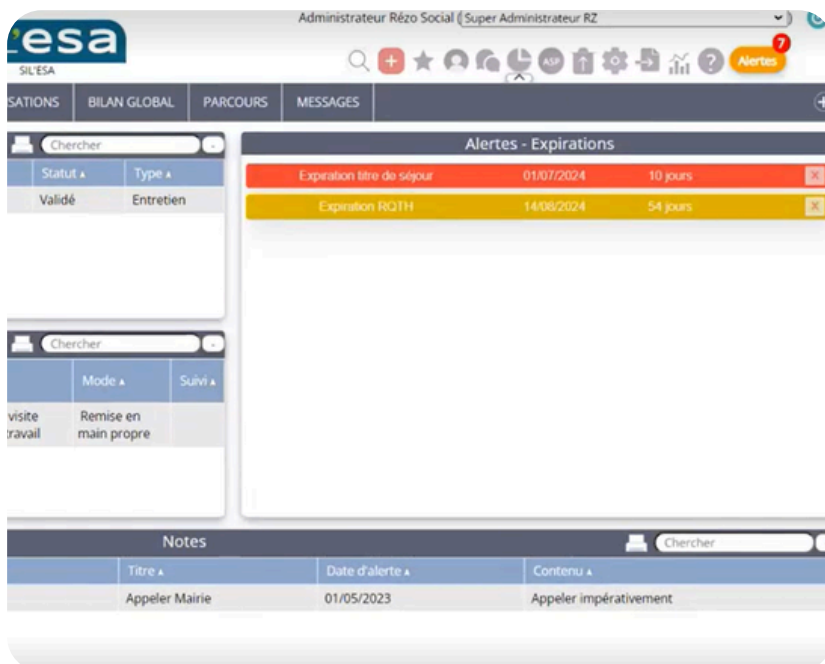 Administrateur Rézo Social (Super Administrateur RZ
esa
SIL'ESA
ASP
Alertes
7
SATIONS BILAN GLOBAL PARCOURS MESSAGES
Chercher
Statut Type
Validé Entretien
Alertes - Expirations
Expiration titre de séjour 01/07/2024 10 jours X
Expiration RQTH 14/08/2024 54 jours X
Chercher
Mode Suivi
visite Remise en
travail main propre
Notes
Chercher
Titre Date d'alerte Contenu
Appeler Mairie 01/05/2023 Appeler impérativement